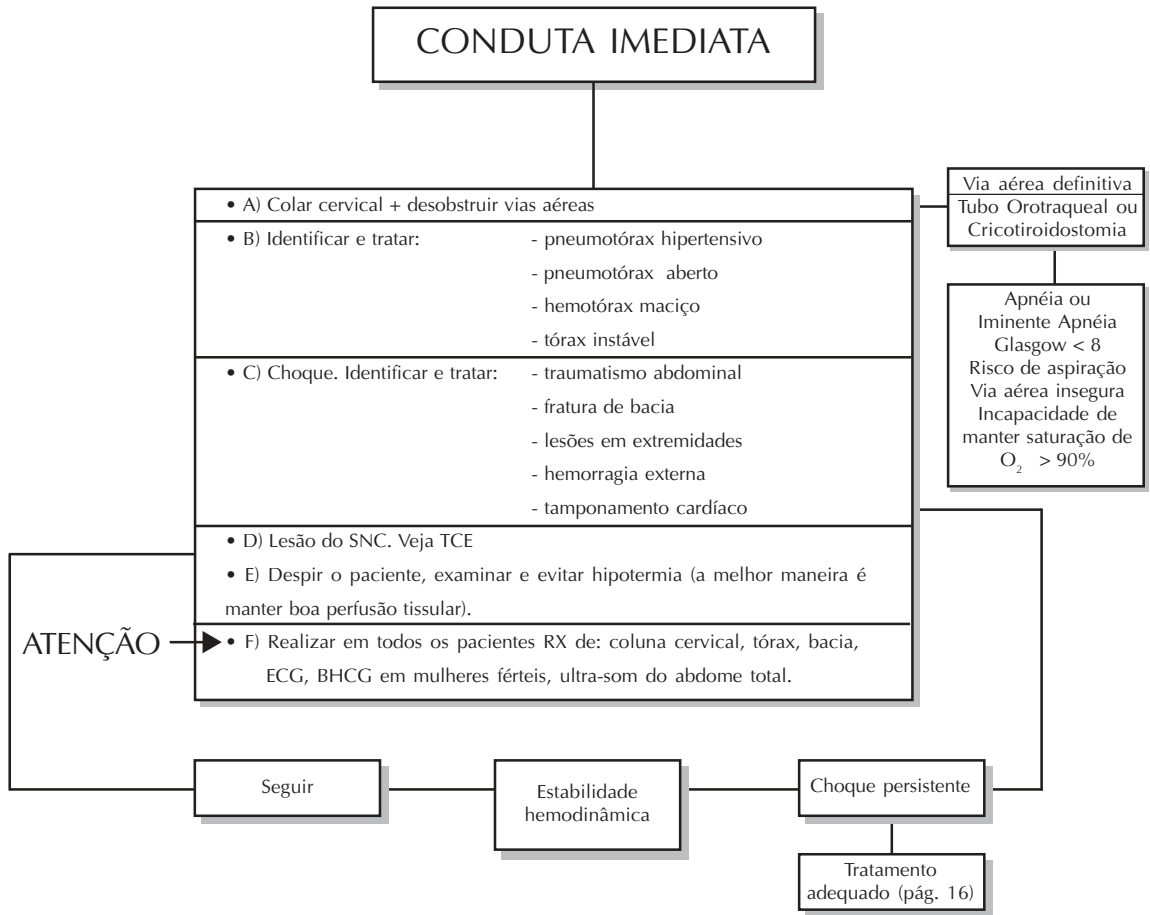 CONDUTA IMEDIATA
• A) Colar cervical + desobstruir vias aéreas
• B) Identificar e tratar: - pneumotórax hipertensivo
- pneumotórax aberto
- hemotórax maciço
- tórax instável
• C) Choque. Identificar e tratar: - traumatismo abdominal
- fratura de bacia
- lesões em extremidades
- hemorragia externa
- tamponamento cardíaco
• D) Lesão do SNC. Veja TCE
• E) Despir o paciente, examinar e evitar hipotermia (a melhor maneira é
manter boa perfusão tissular).
ATENÇÃO
• F) Realizar em todos os pacientes RX de: coluna cervical, tórax, bacia,
ECG, BHCG em mulheres férteis, ultra-som do abdome total.
Via aérea definitiva
Tubo Orotraqueal ou
Cricotiroidostomia
Apnéia ou
Iminente Apnéia
Glasgow < 8
Risco de aspiração
Via aérea insegura
Incapacidade de
manter saturação de
O₂ > 90%
Seguir
Estabilidade
hemodinâmica
Choque persistente
Tratamento
adequado (pág. 16)